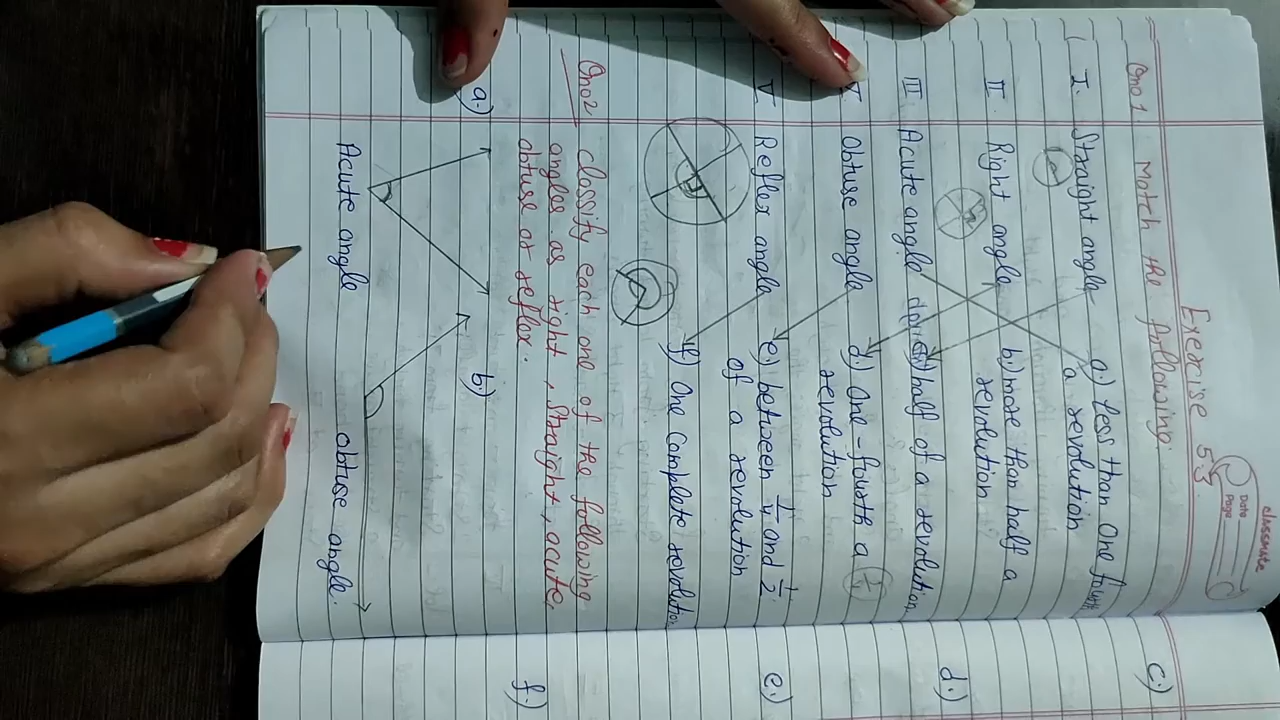 classmate
Date
Page
Exercise 5.3
Qno1 Match the following.
I. Straight angle a.) Less than One fourth
a revolution
II. Right angle b.) more than half a
revolution
III Acute angle c.) half of a revolution
V Obtuse angle d.) One-fourth a 1/4
revolution
V. Reflex angle e.) between 1/4 and 1/2
of a revolution
f.) One Complete revolution
Qno2. classify each one of the following
angles as right, Straight, acute,
obtuse or reflex.
a.) b.)
Acute angle obtuse angle.
c.)
d.)
e.)
f.)